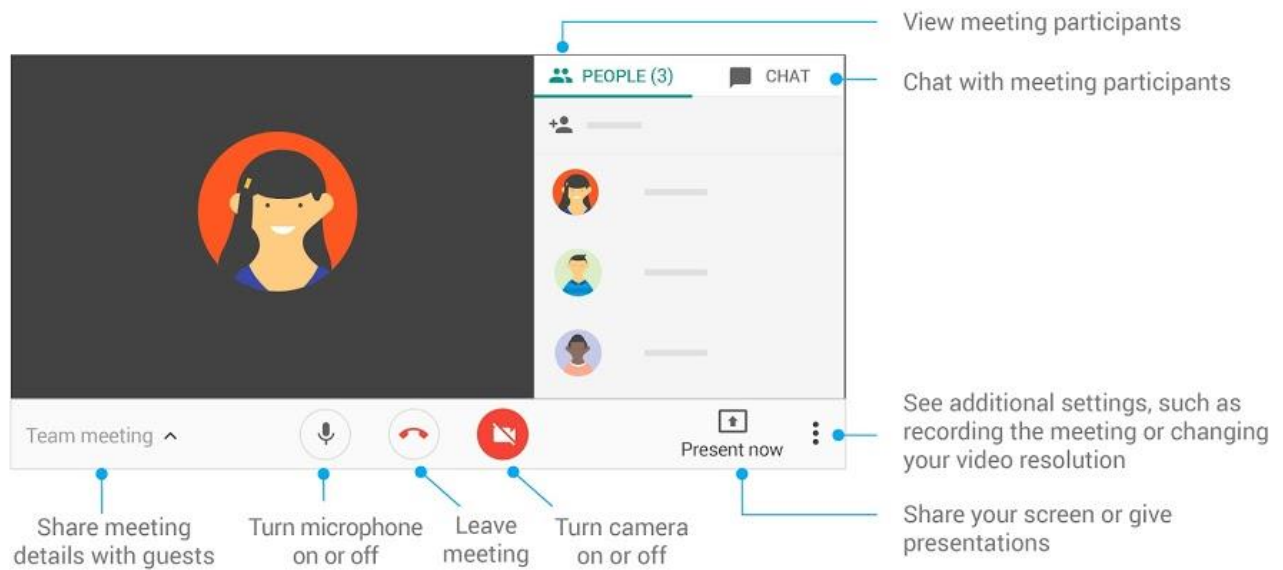 View meeting participants
PEOPLE (3)
CHAT
Chat with meeting participants
Team meeting
Present now
See additional settings, such as
recording the meeting or changing
your video resolution
Share meeting
details with guests
Turn microphone
on or off
Leave
meeting
Turn camera
on or off
Share your screen or give
presentations